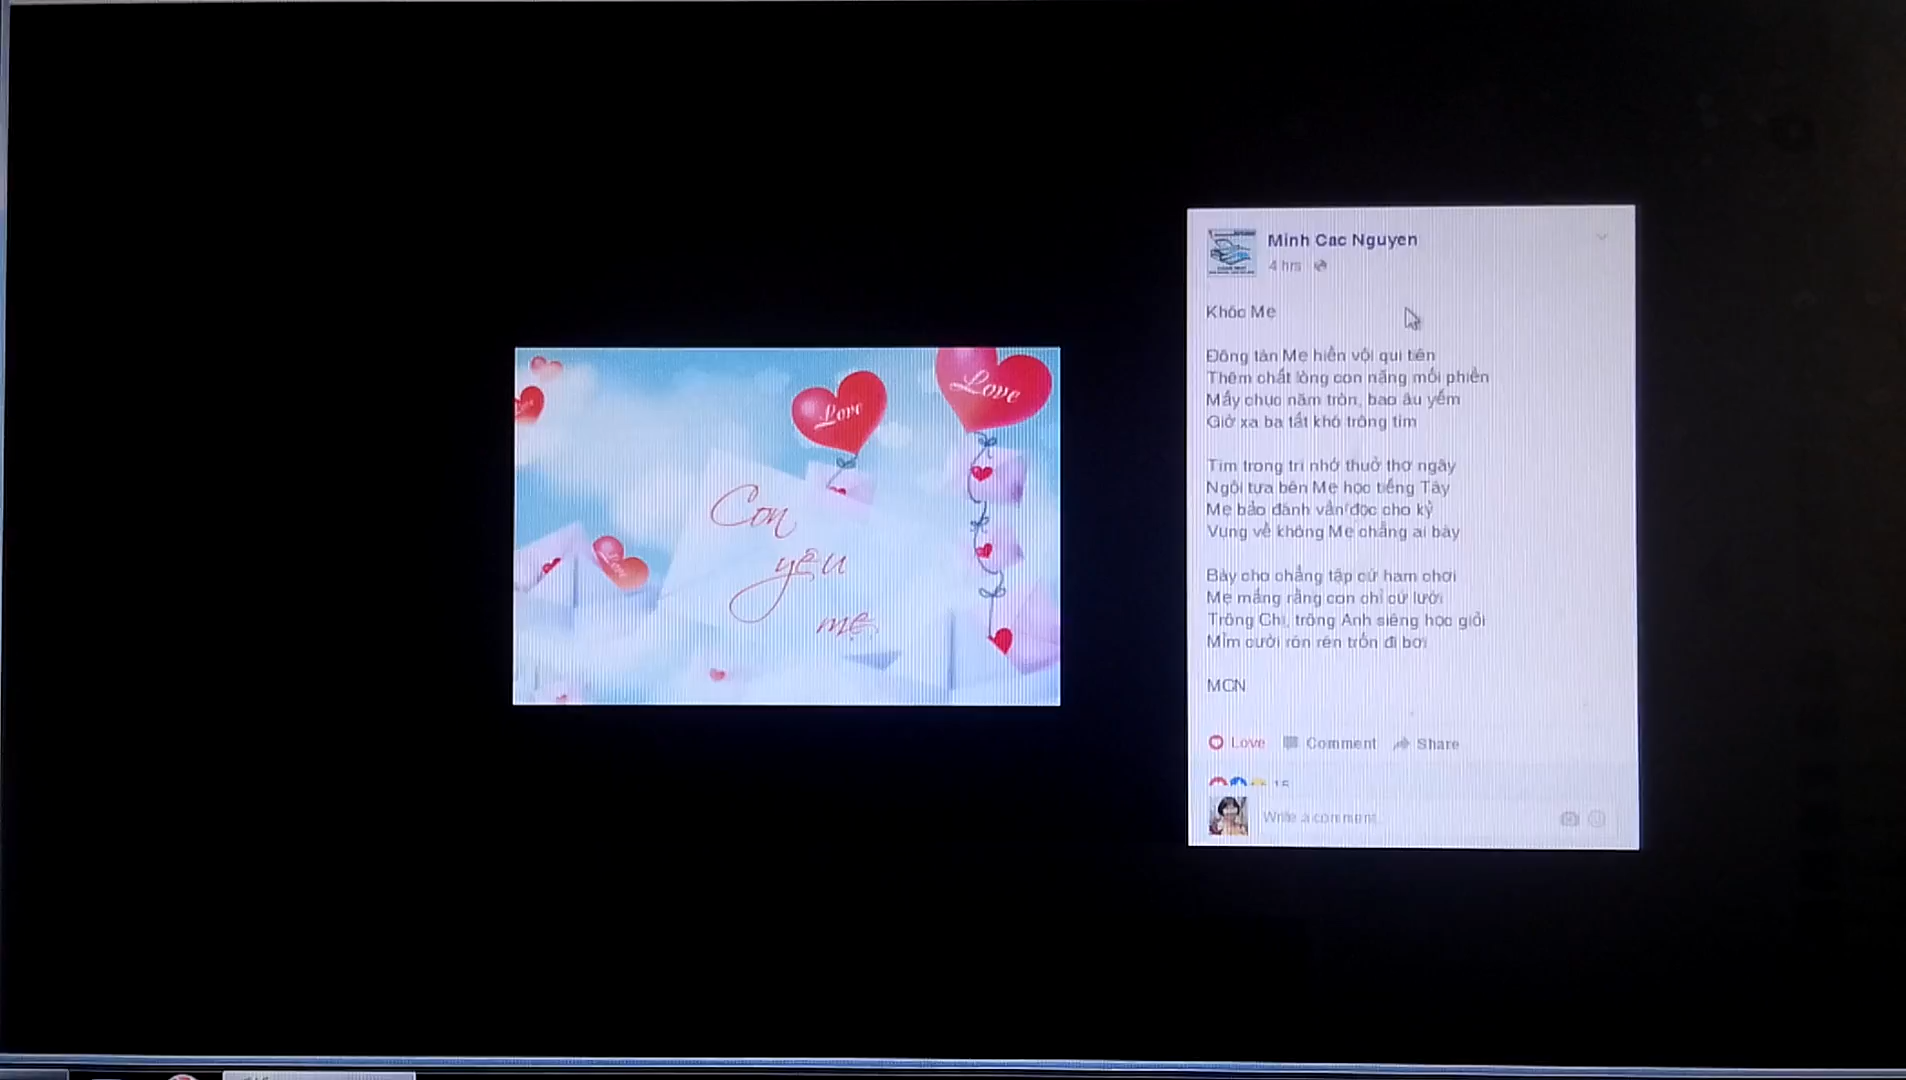 Love
Love
Love
Con
yêu
mẹ
Minh Cac Nguyen
4 hrs
Khóc Mẹ
Đông tàn Mẹ hiền vội qui tiên
Thêm chất lòng con nặng mối phiền
Mấy chục năm tròn, bao âu yếm
Giờ xa ba tất khó trông tìm
Tìm trong trí nhớ thuở thơ ngây
Ngồi tựa bên Mẹ học tiếng Tây
Mẹ bảo đánh vần đọc cho kỹ
Vụng về không Mẹ chẳng ai bày
Bày cho chẳng tập cứ ham chơi
Mẹ mắng rằng con chỉ cứ lười
Trông Chị, trông Anh siêng học giỏi
Mỉm cười rón rén trốn đi bơi
MCN
Love Comment Share
Write a comment